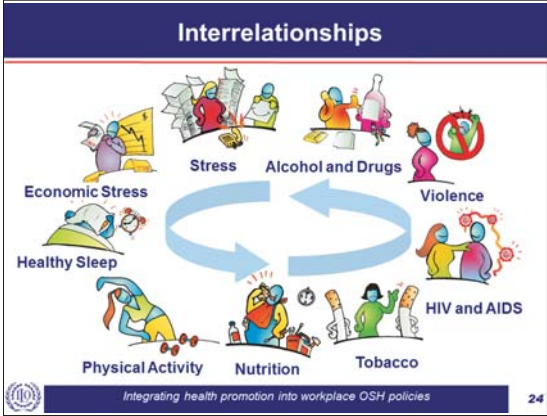 Interrelationships
Stress
Alcohol and Drugs
Economic Stress
Violence
Healthy Sleep
HIV and AIDS
Physical Activity
Nutrition
Tobacco
Integrating health promotion into workplace OSH policies
24